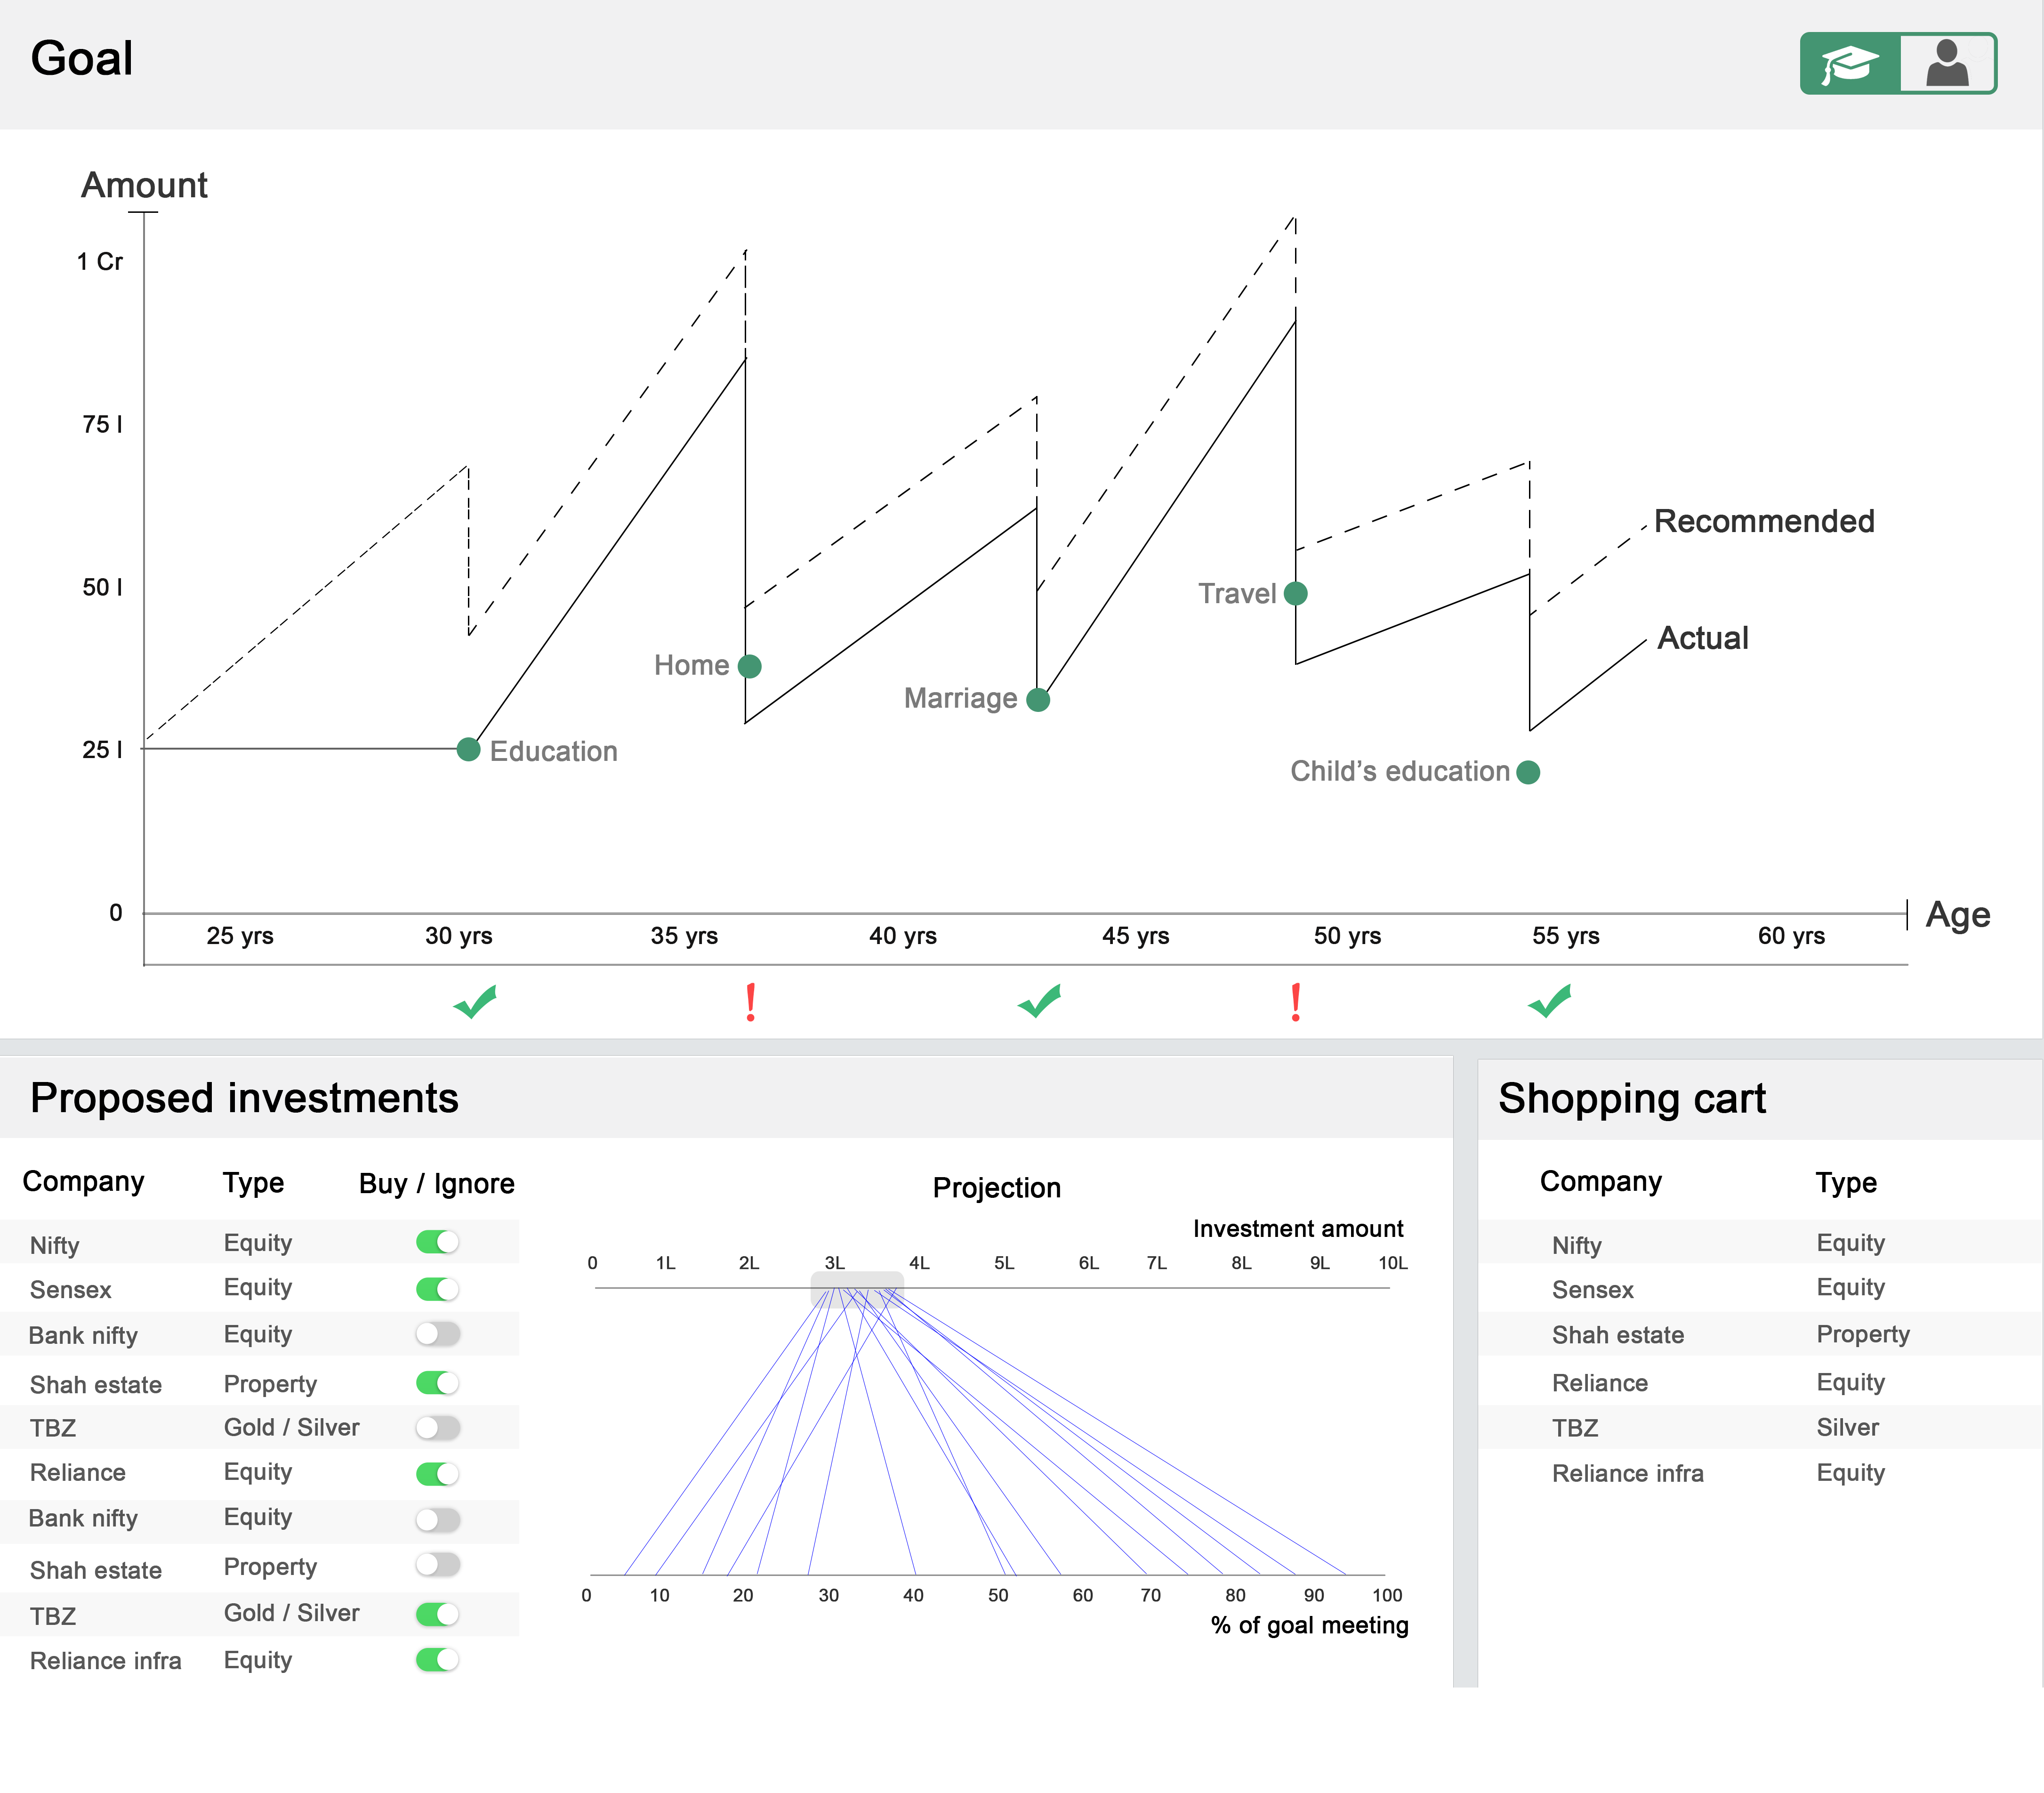 Goal
Amount
1 Cr
75 l
50 l
25 l
0
Recommended
Actual
Travel
Home
Marriage
Education
Child’s education
25 yrs 30 yrs 35 yrs 40 yrs 45 yrs 50 yrs 55 yrs 60 yrs
Age
Proposed investments
Company Type Buy / Ignore
Nifty Equity
Sensex Equity
Bank nifty Equity
Shah estate Property
TBZ Gold / Silver
Reliance Equity
Bank nifty Equity
Shah estate Property
TBZ Gold / Silver
Reliance infra Equity
Projection
Investment amount
0 1L 2L 3L 4L 5L 6L 7L 8L 9L 10L
0 10 20 30 40 50 60 70 80 90 100
% of goal meeting
Shopping cart
Company Type
Nifty Equity
Sensex Equity
Shah estate Property
Reliance Equity
TBZ Silver
Reliance infra Equity